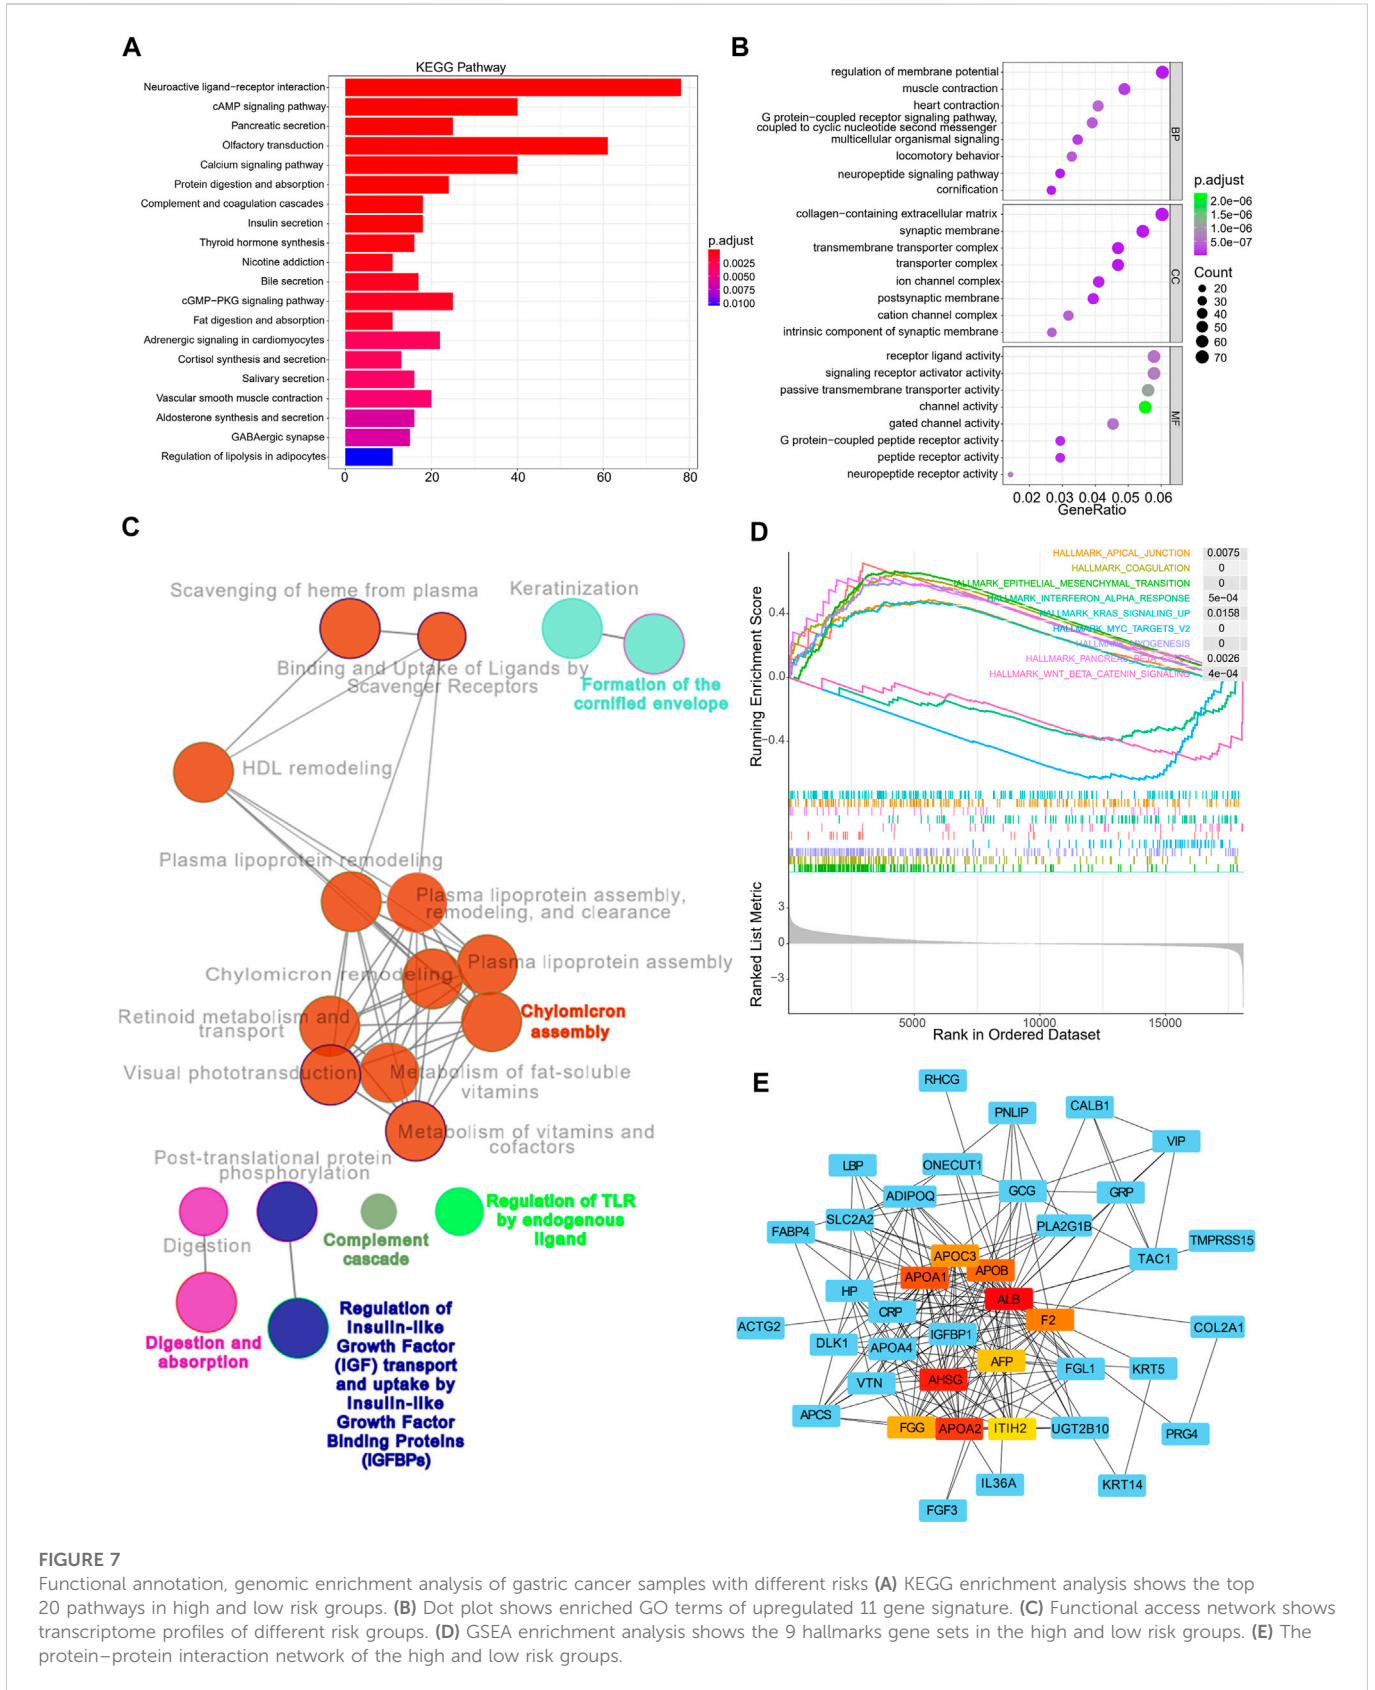 A
KEGG Pathway
Neuroactive ligand−receptor interaction
cAMP signaling pathway
Pancreatic secretion
Olfactory transduction
Calcium signaling pathway
Protein digestion and absorption
Complement and coagulation cascades
Insulin secretion
Thyroid hormone synthesis
Nicotine addiction
Bile secretion
cGMP−PKG signaling pathway
Fat digestion and absorption
Adrenergic signaling in cardiomyocytes
Cortisol synthesis and secretion
Salivary secretion
Vascular smooth muscle contraction
Aldosterone synthesis and secretion
GABAergic synapse
Regulation of lipolysis in adipocytes
0 20 40 60 80
p.adjust
0.0025
0.0050
0.0075
0.0100
B
regulation of membrane potential
muscle contraction
heart contraction
G protein−coupled receptor signaling pathway,
coupled to cyclic nucleotide second messenger
multicellular organismal signaling
locomotory behavior
neuropeptide signaling pathway
cornification
BP
collagen−containing extracellular matrix
synaptic membrane
transmembrane transporter complex
transporter complex
ion channel complex
postsynaptic membrane
cation channel complex
intrinsic component of synaptic membrane
CC
receptor ligand activity
signaling receptor activator activity
passive transmembrane transporter activity
channel activity
gated channel activity
G protein−coupled peptide receptor activity
peptide receptor activity
neuropeptide receptor activity
MF
0.02 0.03 0.04 0.05 0.06
GeneRatio
p.adjust
2.0e−06
1.5e−06
1.0e−06
5.0e−07
Count
20
30
40
50
60
70
C
Scavenging of heme from plasma
Binding and Uptake of Ligands by
Scavenger Receptors
Keratinization
Formation of the
cornified envelope
HDL remodeling
Plasma lipoprotein remodeling
Plasma lipoprotein assembly,
remodeling, and clearance
Chylomicron remodeling
Plasma lipoprotein assembly
Retinoid metabolism and
transport
Chylomicron
assembly
Visual phototransduction
Metabolism of fat-soluble
vitamins
Metabolism of vitamins and
cofactors
Post-translational protein
phosphorylation
Digestion
Digestion and
absorption
Complement
cascade
Regulation of TLR
by endogenous
ligand
Regulation of
Insulin-like
Growth Factor
(IGF) transport
and uptake by
Insulin-like
Growth Factor
Binding Proteins
(IGFBPs)
D
HALLMARK_APICAL_JUNCTION 0.0075
HALLMARK_COAGULATION 0
HALLMARK_EPITHELIAL_MESENCHYMAL_TRANSITION 0
HALLMARK_INTERFERON_ALPHA_RESPONSE 5e−04
HALLMARK_KRAS_SIGNALING_UP 0.0158
HALLMARK_MYC_TARGETS_V2 0
HALLMARK_MYOGENESIS 0
HALLMARK_PANCREAS_BETA_CELLS 0.0026
HALLMARK_WNT_BETA_CATENIN_SIGNALING 4e−04
Running Enrichment Score
0.4
0.0
−0.4
Ranked List Metric
3
0
−3
5000 10000 15000
Rank in Ordered Dataset
E
RHCG
PNLIP
CALB1
VIP
LBP
ONECUT1
ADIPOQ
GCG
GRP
SLC2A2
FABP4
PLA2G1B
TMPRSS15
APOC3
TAC1
APOA1
APOB
HP
ALB
CRP
F2
ACTG2
IGFBP1
COL2A1
DLK1
APOA4
AFP
FGL1
KRT5
VTN
AHSG
APCS
FGG
APOA2
ITIH2
UGT2B10
PRG4
IL36A
KRT14
FGF3
FIGURE 7
Functional annotation, genomic enrichment analysis of gastric cancer samples with different risks (A) KEGG enrichment analysis shows the top
20 pathways in high and low risk groups. (B) Dot plot shows enriched GO terms of upregulated 11 gene signature. (C) Functional access network shows
transcriptome profiles of different risk groups. (D) GSEA enrichment analysis shows the 9 hallmarks gene sets in the high and low risk groups. (E) The
protein–protein interaction network of the high and low risk groups.